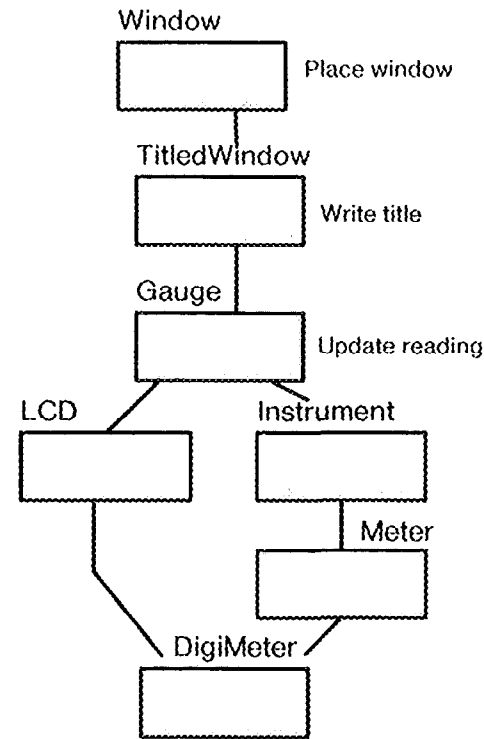 Window
Place window
TitledWindow
Write title
Gauge
Update reading
LCD
Instrument
Meter
DigiMeter